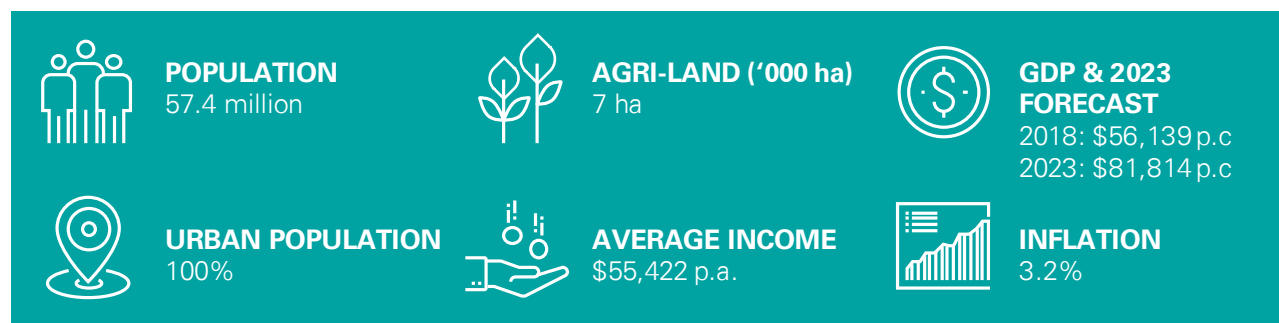 POPULATION
57.4 million
AGRI-LAND (‘000 ha)
7 ha
GDP & 2023
FORECAST
2018: $56,139 p.c
2023: $81,814 p.c
URBAN POPULATION
100%
AVERAGE INCOME
$55,422 p.a.
INFLATION
3.2%